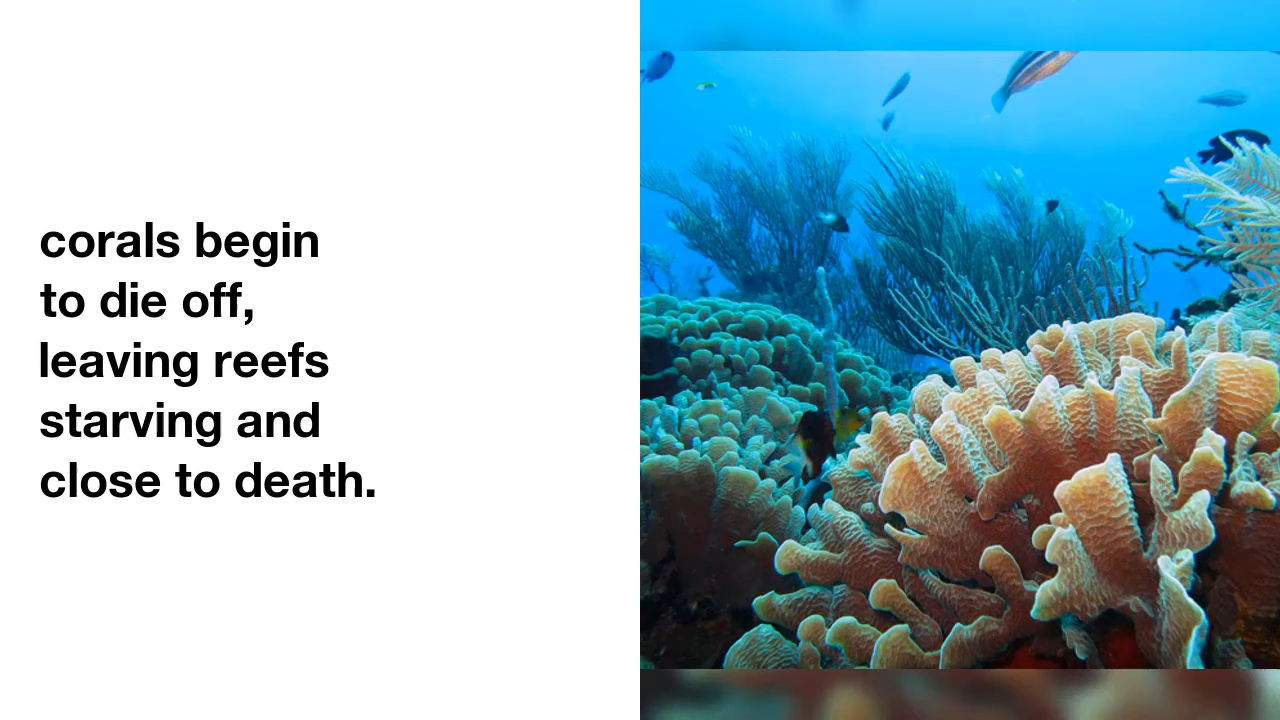 corals begin
to die off,
leaving reefs
starving and
close to death.